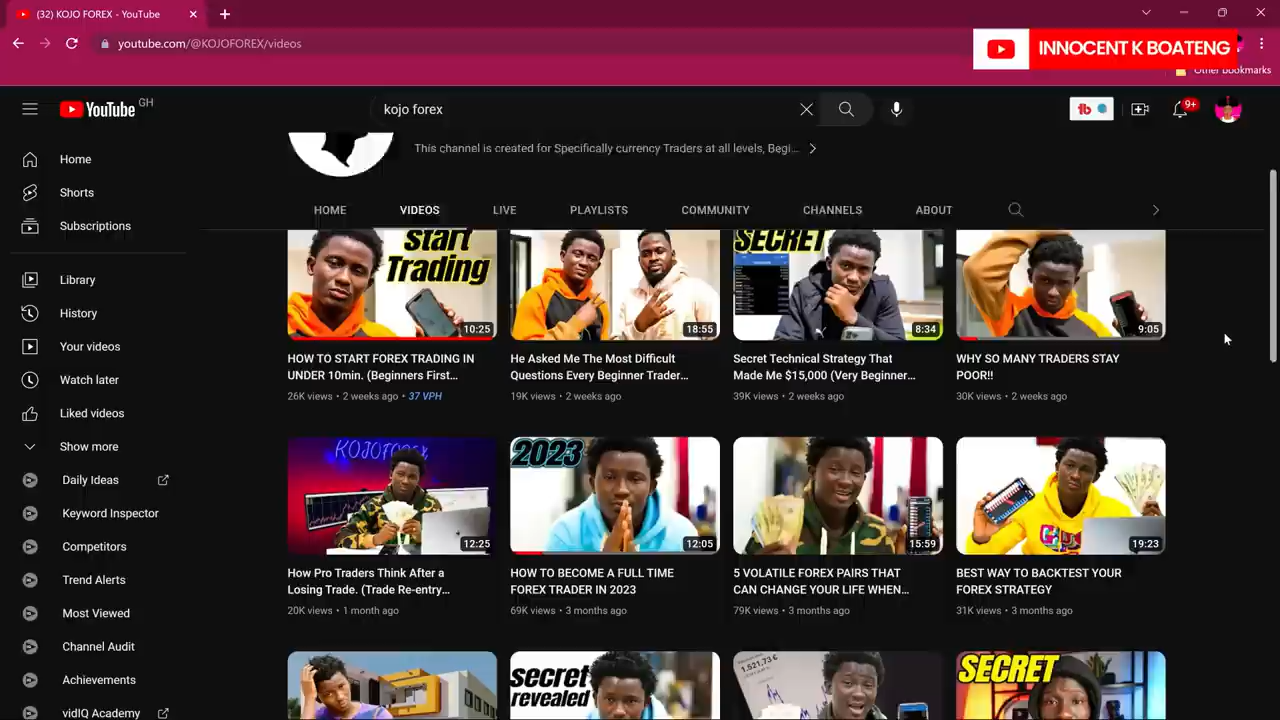 (32) KOJO FOREX - YouTube
youtube.com/@KOJOFOREX/videos
INNOCENT K BOATENG
Other bookmarks
YouTube GH
kojo forex
tb
9+
This channel is created for Specifically currency Traders at all levels, Begi...
HOME VIDEOS LIVE PLAYLISTS COMMUNITY CHANNELS ABOUT
Home
Shorts
Subscriptions
Library
History
Your videos
Watch later
Liked videos
Show more
Daily Ideas
Keyword Inspector
Competitors
Trend Alerts
Most Viewed
Channel Audit
Achievements
vidIQ Academy
start
Trading
10:25
HOW TO START FOREX TRADING IN
UNDER 10min. (Beginners First...
26K views • 2 weeks ago • 37 VPH
18:55
He Asked Me The Most Difficult
Questions Every Beginner Trader...
19K views • 2 weeks ago
SECRET
8:34
Secret Technical Strategy That
Made Me $15,000 (Very Beginner...
39K views • 2 weeks ago
9:05
WHY SO MANY TRADERS STAY
POOR!!
30K views • 2 weeks ago
KOJOFOREX
12:25
How Pro Traders Think After a
Losing Trade. (Trade Re-entry...
20K views • 1 month ago
2023
12:05
HOW TO BECOME A FULL TIME
FOREX TRADER IN 2023
69K views • 3 months ago
15:59
5 VOLATILE FOREX PAIRS THAT
CAN CHANGE YOUR LIFE WHEN...
79K views • 3 months ago
19:23
BEST WAY TO BACKTEST YOUR
FOREX STRATEGY
31K views • 3 months ago
secret
revealed
1.521,73 €
SECRET